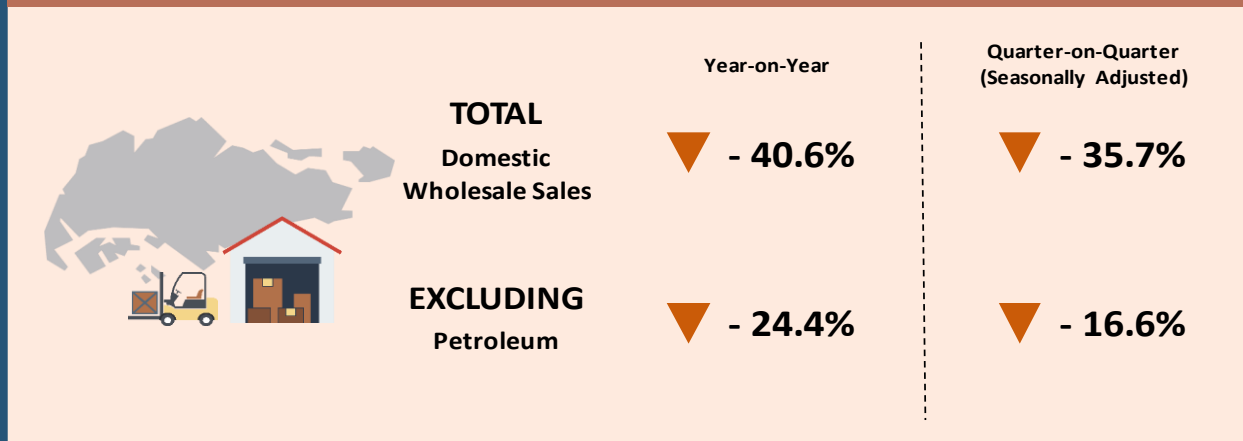 Year-on-Year
Quarter-on-Quarter
(Seasonally Adjusted)
TOTAL
Domestic
Wholesale Sales
- 40.6%
- 35.7%
EXCLUDING
Petroleum
- 24.4%
- 16.6%